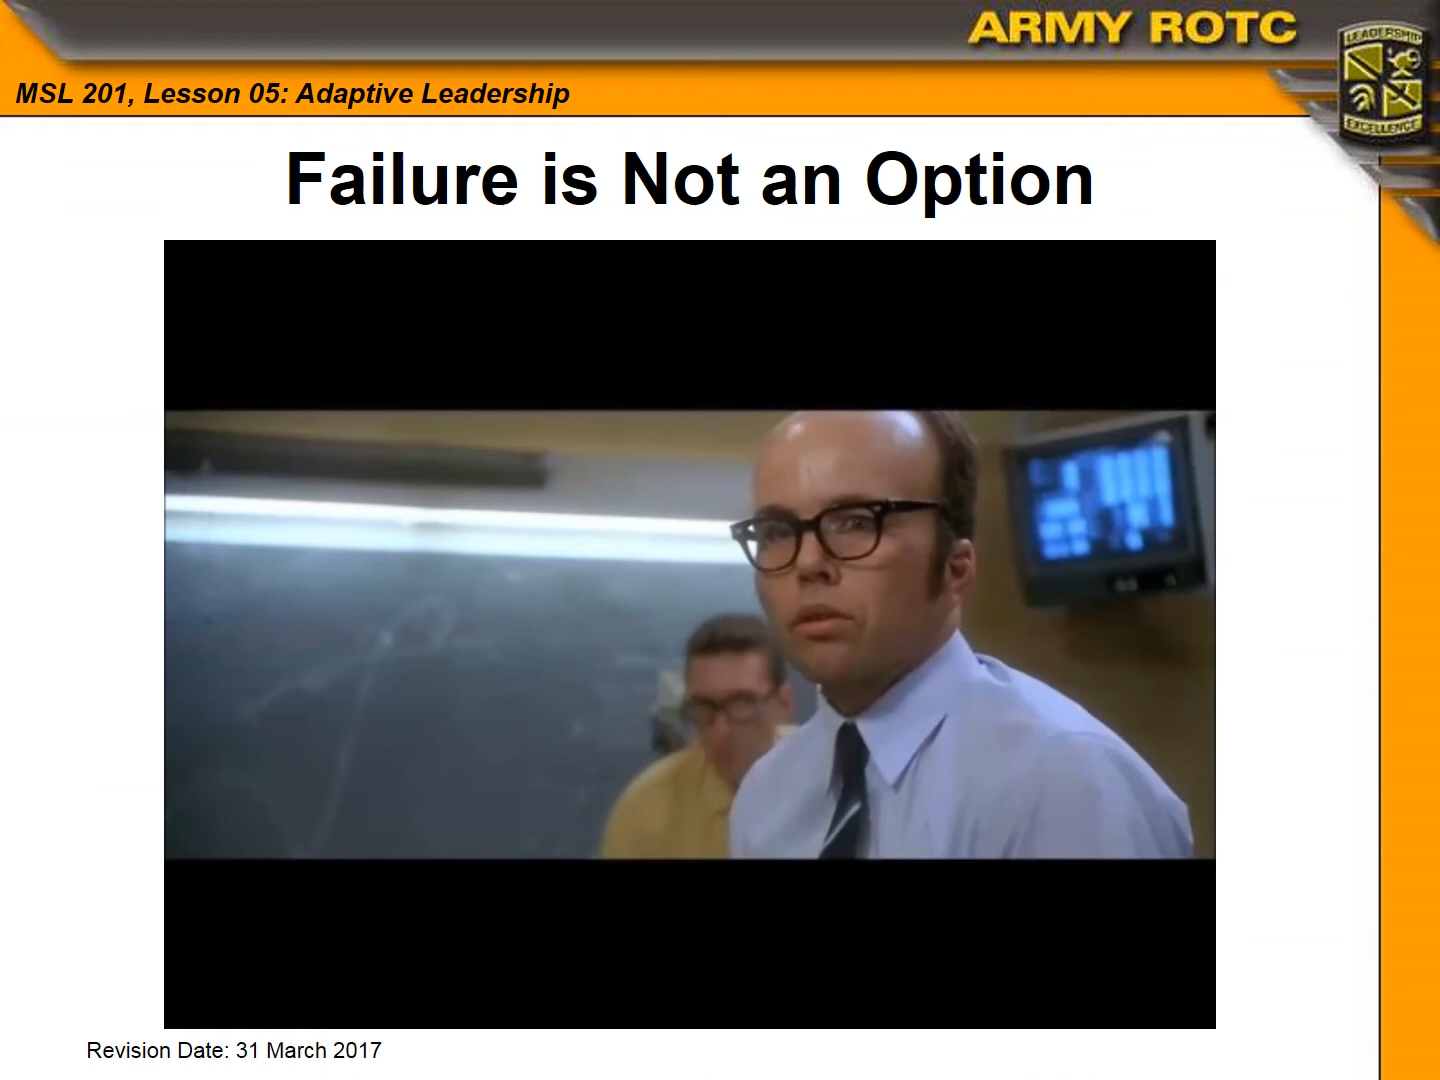 ARMY ROTC
LEADERSHIP
EXCELLENCE
MSL 201, Lesson 05: Adaptive Leadership
Failure is Not an Option
Revision Date: 31 March 2017